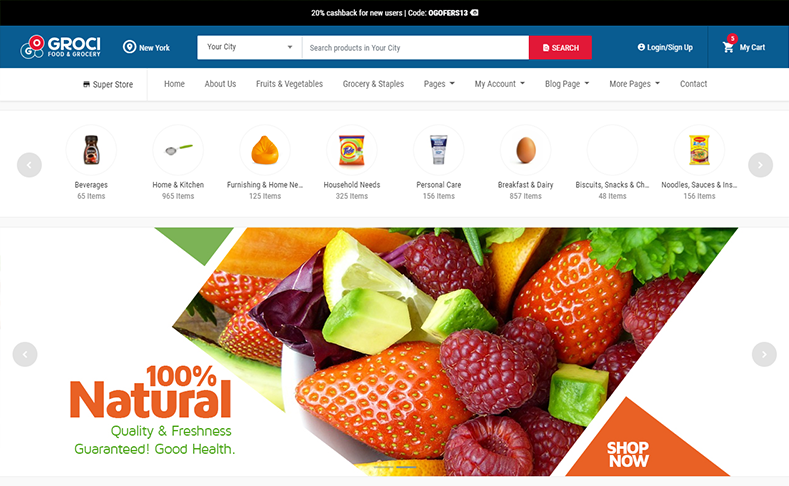 20% cashback for new users | Code: OGOFERS13
GROCI
FOOD & GROCERY
New York
Your City
Search products in Your City
SEARCH
Login/Sign Up
5
My Cart
Super Store
Home
About Us
Fruits & Vegetables
Grocery & Staples
Pages
My Account
Blog Page
More Pages
Contact
Beverages
65 Items
Home & Kitchen
965 Items
Furnishing & Home Ne...
125 Items
Household Needs
325 Items
Personal Care
156 Items
Breakfast & Dairy
857 Items
Biscuits, Snacks & Ch...
48 Items
Noodles, Sauces & Ins...
156 Items
100%
Natural
Quality & Freshness
Guaranteed! Good Health.
SHOP
NOW